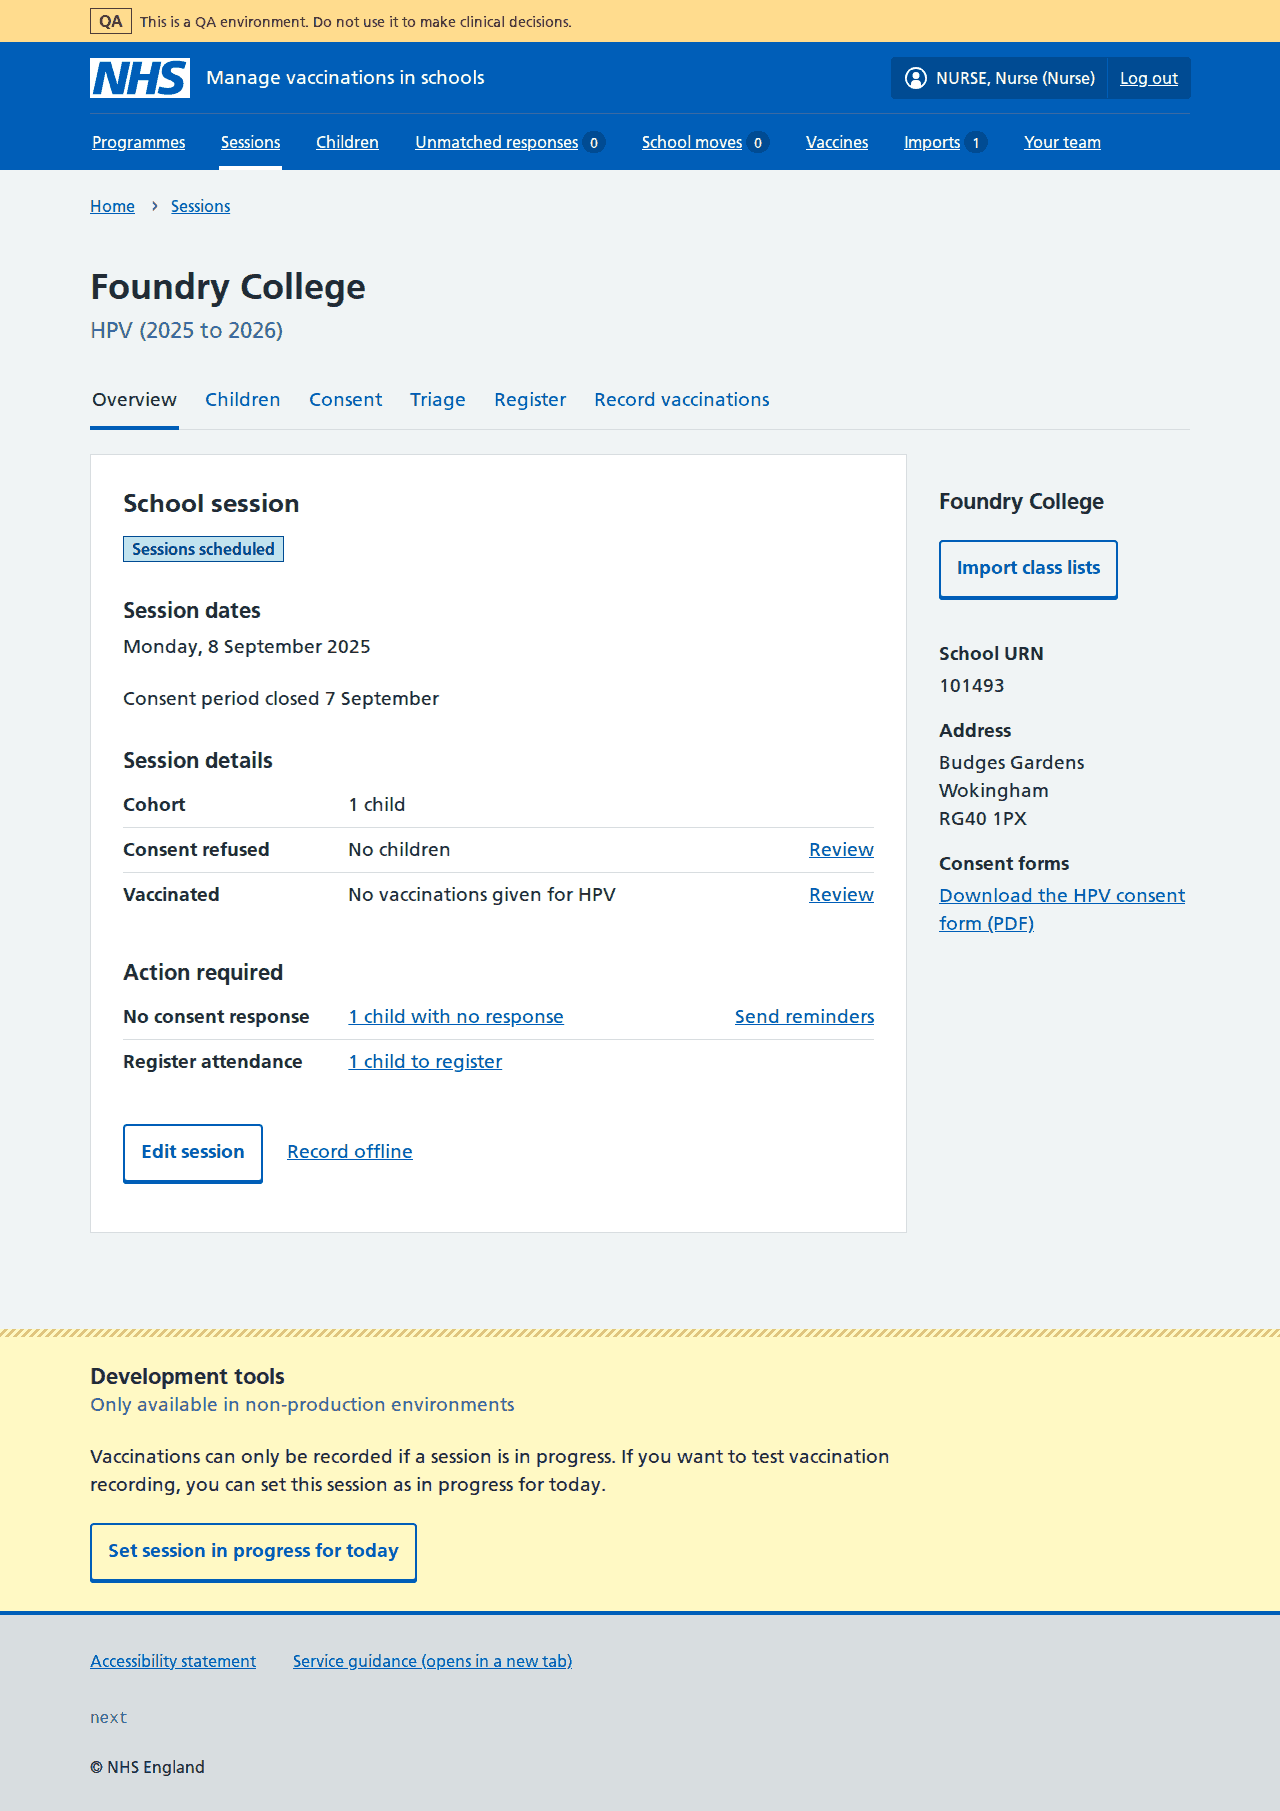 QA This is a QA environment. Do not use it to make clinical decisions.
NHS Manage vaccinations in schools NURSE, Nurse (Nurse) Log out
Programmes Sessions Children Unmatched responses 0 School moves 0 Vaccines Imports 1 Your team
Home › Sessions
Foundry College
HPV (2025 to 2026)
Overview Children Consent Triage Register Record vaccinations
School session
Sessions scheduled
Session dates
Monday, 8 September 2025
Consent period closed 7 September
Session details
Cohort 1 child
Consent refused No children Review
Vaccinated No vaccinations given for HPV Review
Action required
No consent response 1 child with no response Send reminders
Register attendance 1 child to register
Edit session Record offline
Foundry College
Import class lists
School URN
101493
Address
Budges Gardens
Wokingham
RG40 1PX
Consent forms
Download the HPV consent
form (PDF)
Development tools
Only available in non-production environments
Vaccinations can only be recorded if a session is in progress. If you want to test vaccination
recording, you can set this session as in progress for today.
Set session in progress for today
Accessibility statement Service guidance (opens in a new tab)
next
© NHS England